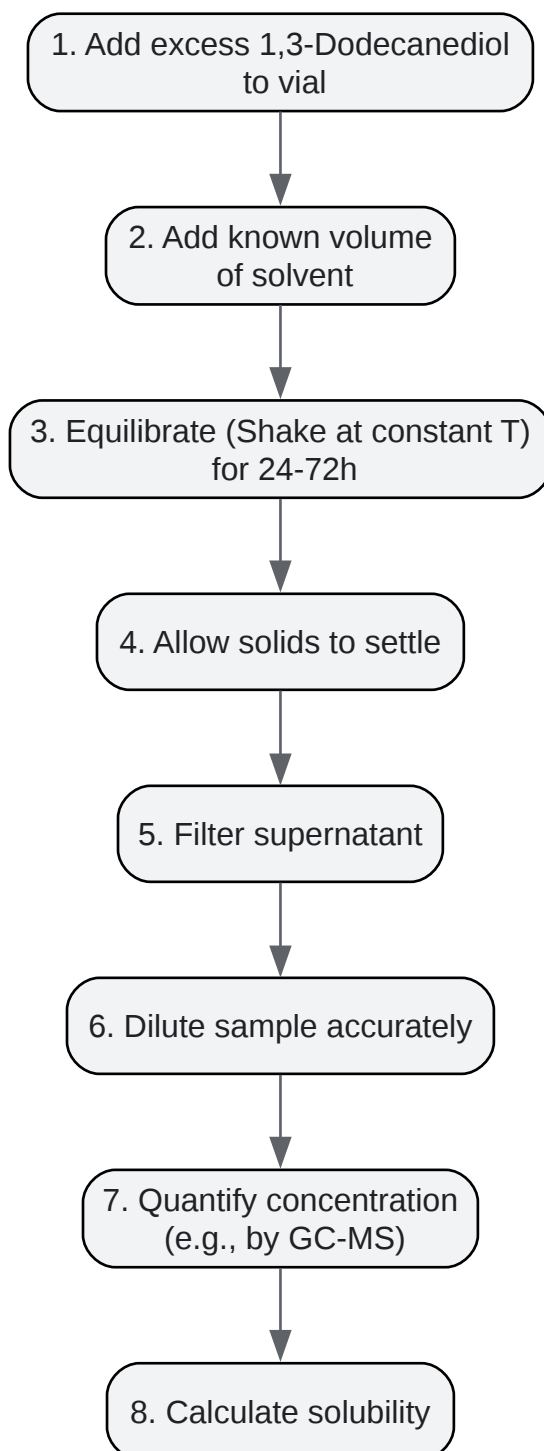 1. Add excess 1,3-Dodecanediol
to vial
2. Add known volume
of solvent
3. Equilibrate (Shake at constant T)
for 24-72h
4. Allow solids to settle
5. Filter supernatant
6. Dilute sample accurately
7. Quantify concentration
(e.g., by GC-MS)
8. Calculate solubility